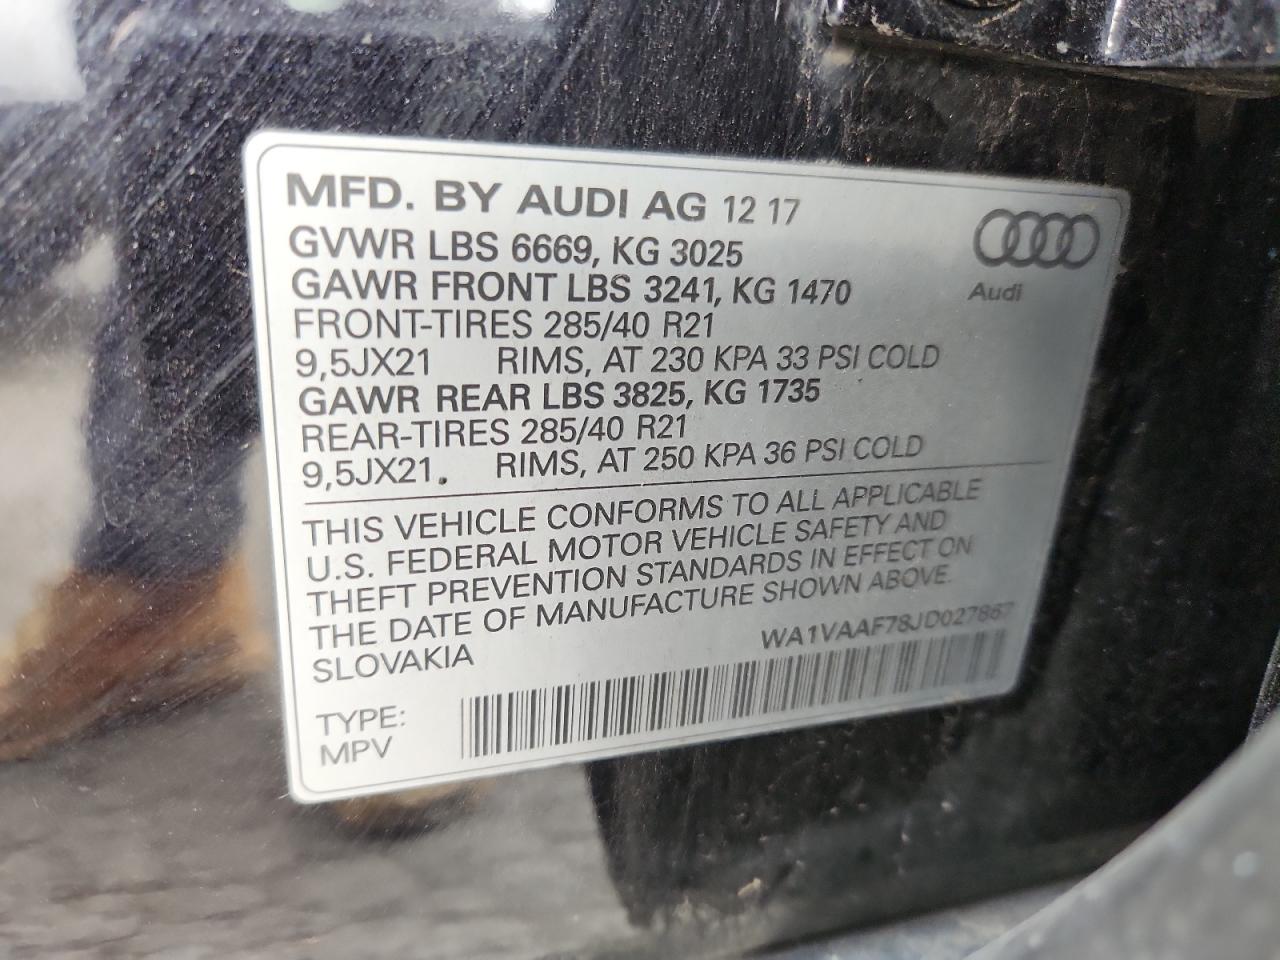 MFD. BY AUDI AG 12 17
GVWR LBS 6669, KG 3025
GAWR FRONT LBS 3241, KG 1470
FRONT-TIRES 285/40 R21
9,5JX21 RIMS, AT 230 KPA 33 PSI COLD
GAWR REAR LBS 3825, KG 1735
REAR-TIRES 285/40 R21
9,5JX21. RIMS, AT 250 KPA 36 PSI COLD
Audi
THIS VEHICLE CONFORMS TO ALL APPLICABLE
U.S. FEDERAL MOTOR VEHICLE SAFETY AND
THEFT PREVENTION STANDARDS IN EFFECT ON
THE DATE OF MANUFACTURE SHOWN ABOVE.
SLOVAKIA
WA1VAAF78JD027867
TYPE:
MPV